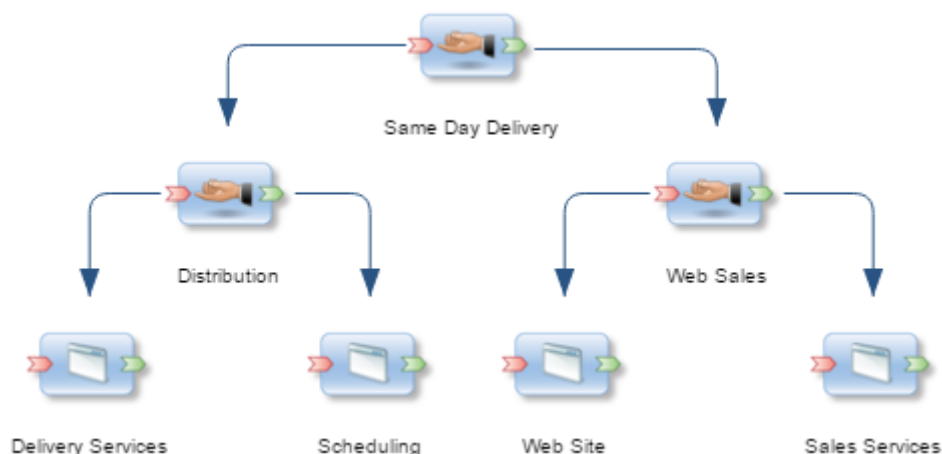 Same Day Delivery
Distribution
Web Sales
Delivery Services
Scheduling
Web Site
Sales Services